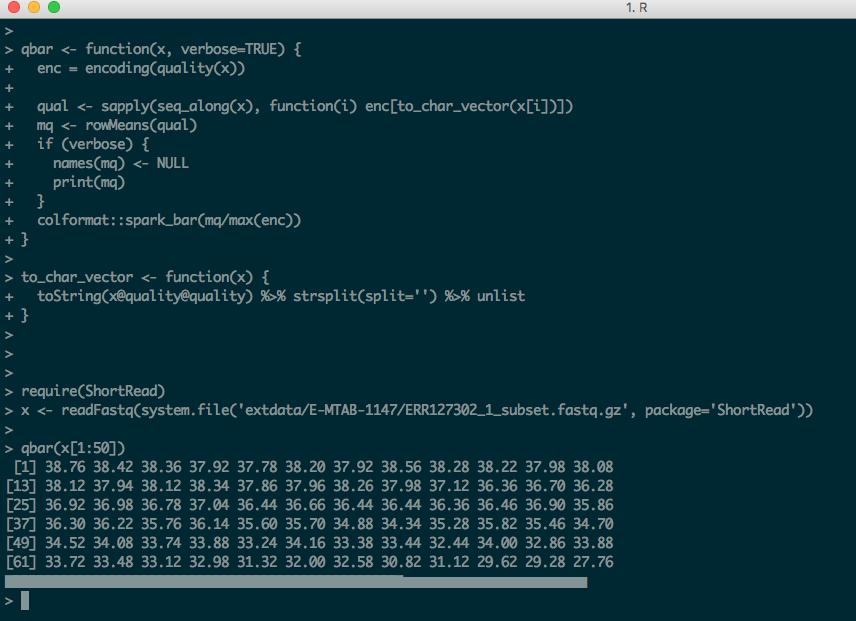 1. R
>
> qbar <- function(x, verbose=TRUE) {
+   enc = encoding(quality(x))
+
+   qual <- sapply(seq_along(x), function(i) enc[to_char_vector(x[i])])
+   mq <- rowMeans(qual)
+   if (verbose) {
+     names(mq) <- NULL
+     print(mq)
+   }
+   colformat::spark_bar(mq/max(enc))
+ }
>
> to_char_vector <- function(x) {
+   toString(x@quality@quality) %>% strsplit(split='') %>% unlist
+ }
>
>
>
> require(ShortRead)
> x <- readFastq(system.file('extdata/E-MTAB-1147/ERR127302_1_subset.fastq.gz', package='ShortRead'))
>
> qbar(x[1:50])
 [1] 38.76 38.42 38.36 37.92 37.78 38.20 37.92 38.56 38.28 38.22 37.98 38.08
[13] 38.12 37.94 38.12 38.34 37.86 37.96 38.26 37.98 37.12 36.36 36.70 36.28
[25] 36.92 36.98 36.78 37.04 36.44 36.66 36.44 36.44 36.36 36.46 36.90 35.86
[37] 36.30 36.22 35.76 36.14 35.60 35.70 34.88 34.34 35.28 35.82 35.46 34.70
[49] 34.52 34.08 33.74 33.88 33.24 34.16 33.38 33.44 32.44 34.00 32.86 33.88
[61] 33.72 33.48 33.12 32.98 31.32 32.00 32.58 30.82 31.12 29.62 29.28 27.76
>